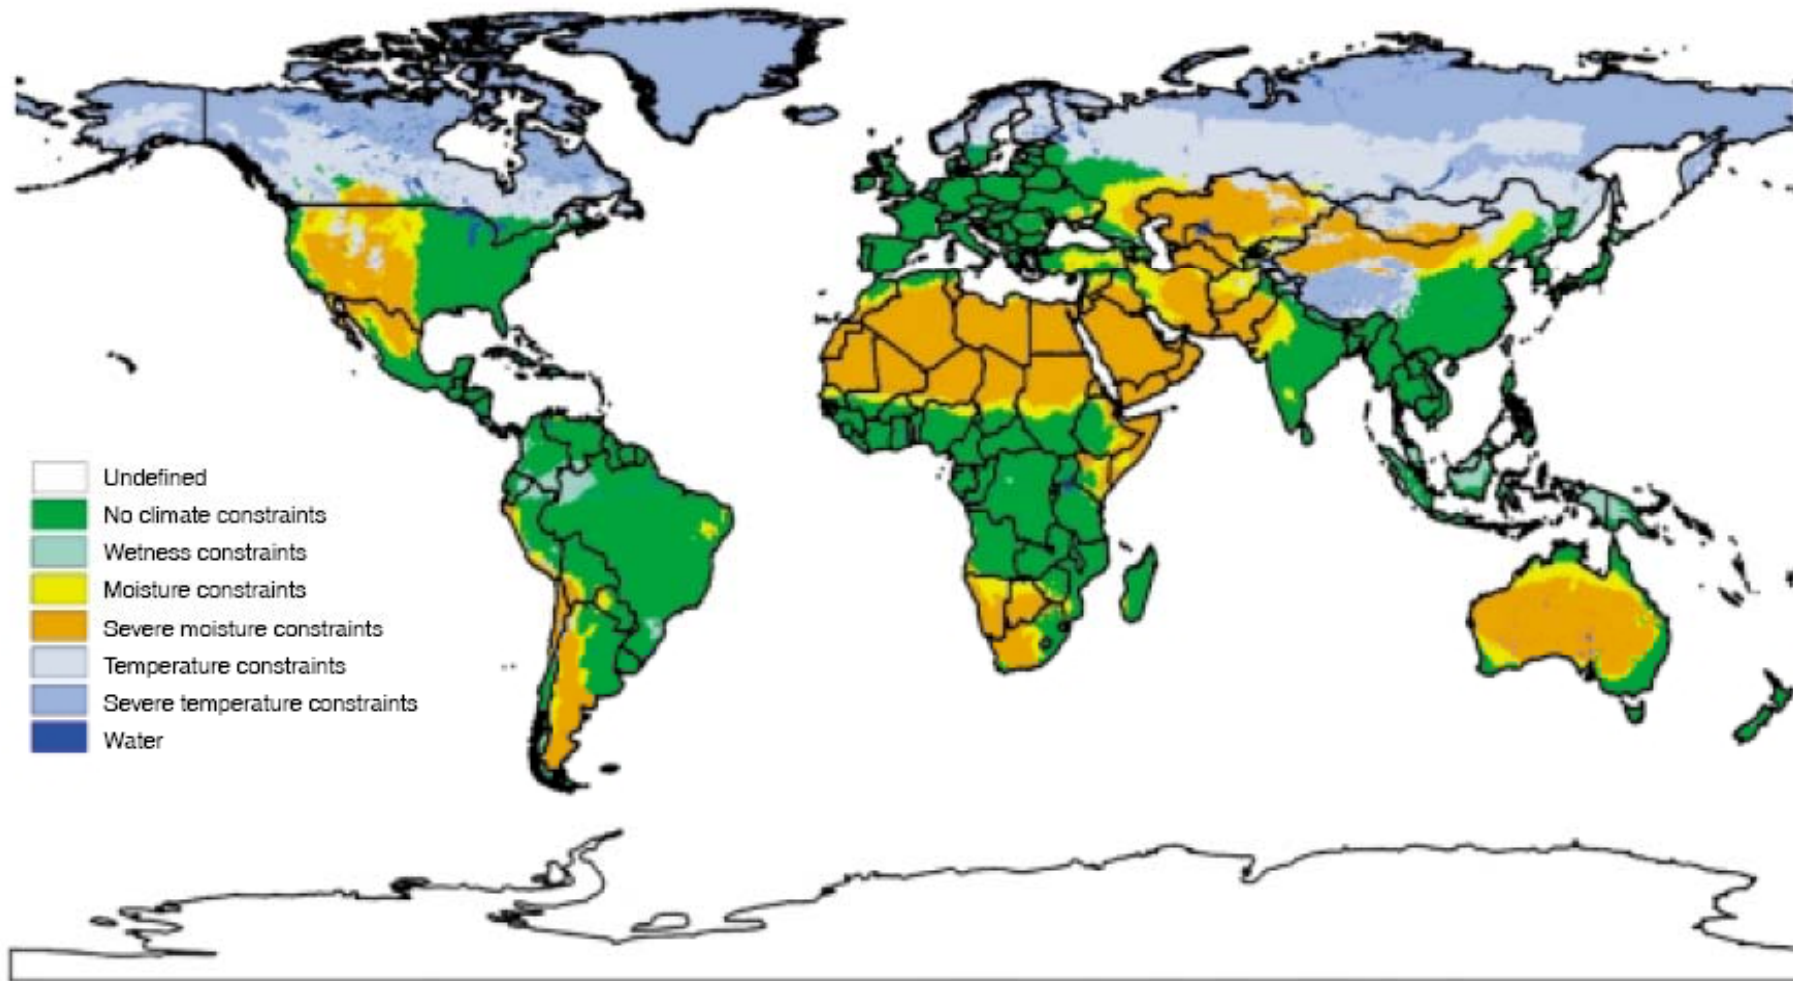 Undefined
No climate constraints
Wetness constraints
Moisture constraints
Severe moisture constraints
Temperature constraints
Severe temperature constraints
Water